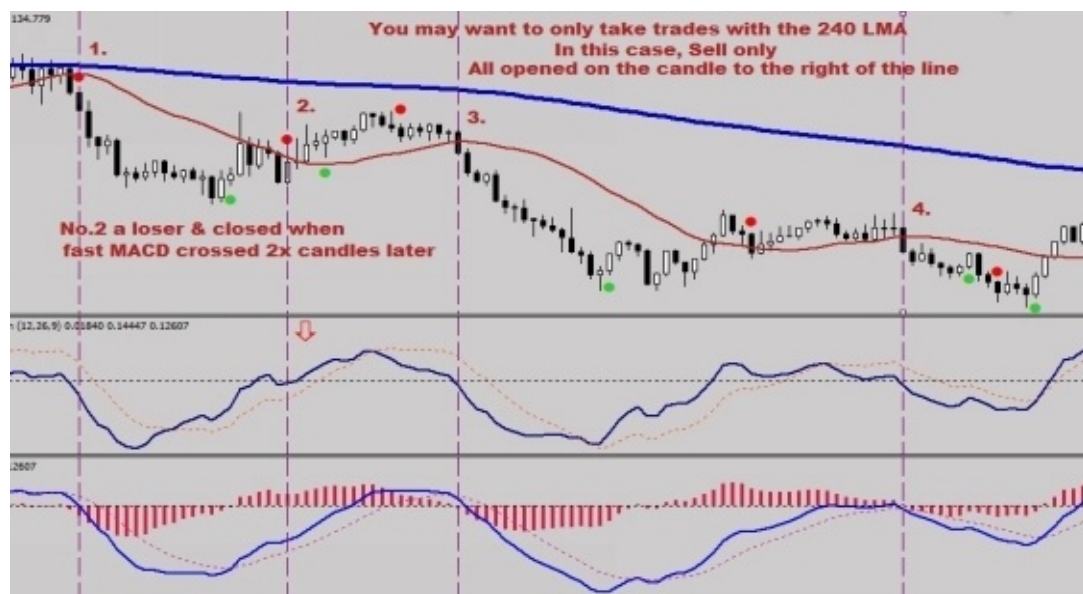 134.779
You may want to only take trades with the 240 LMA
In this case, Sell only
All opened on the candle to the right of the line
1.
2.
3.
4.
No.2 a loser & closed when
fast MACD crossed 2x candles later
(12,26,9) 0.01840 0.14447 0.12607
2607